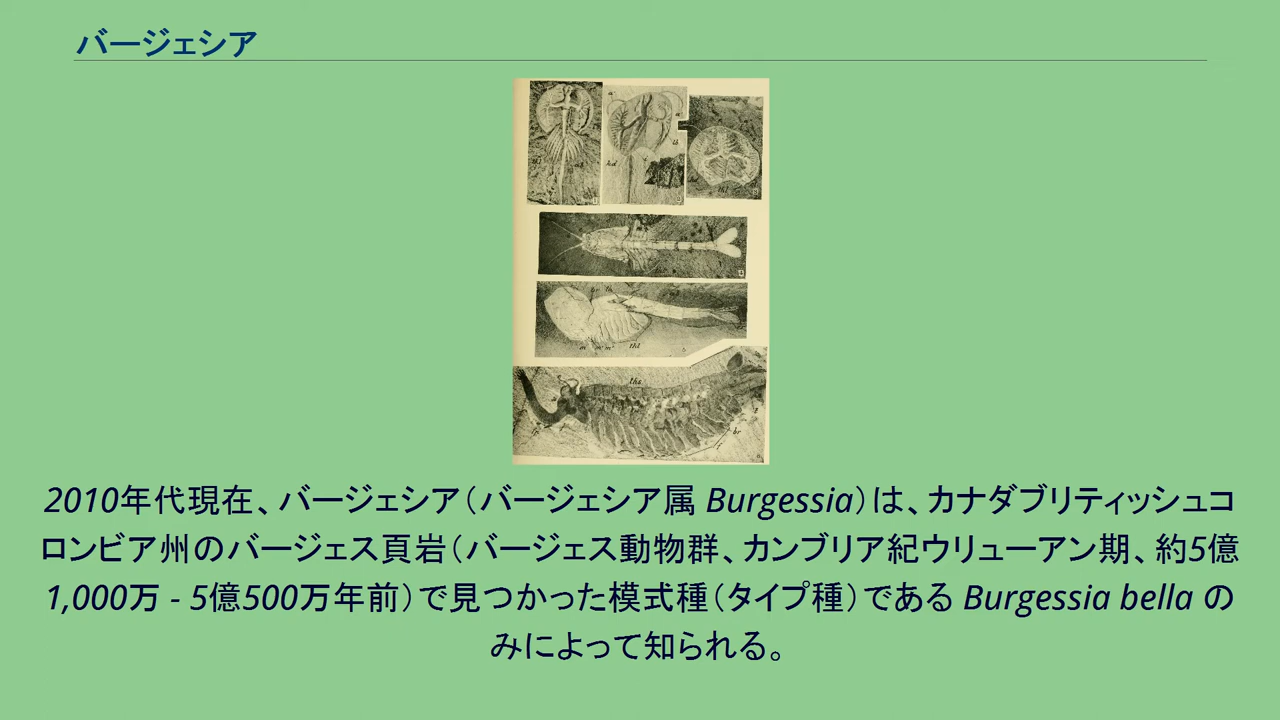 バージェシア
2010年代現在、バージェシア（バージェシア属 Burgessia）は、カナダブリティッシュコ
ロンビア州のバージェス頁岩（バージェス動物群、カンブリア紀ウリューアン期、約5億
1,000万 - 5億500万年前）で見つかった模式種（タイプ種）である Burgessia bella の
みによって知られる。